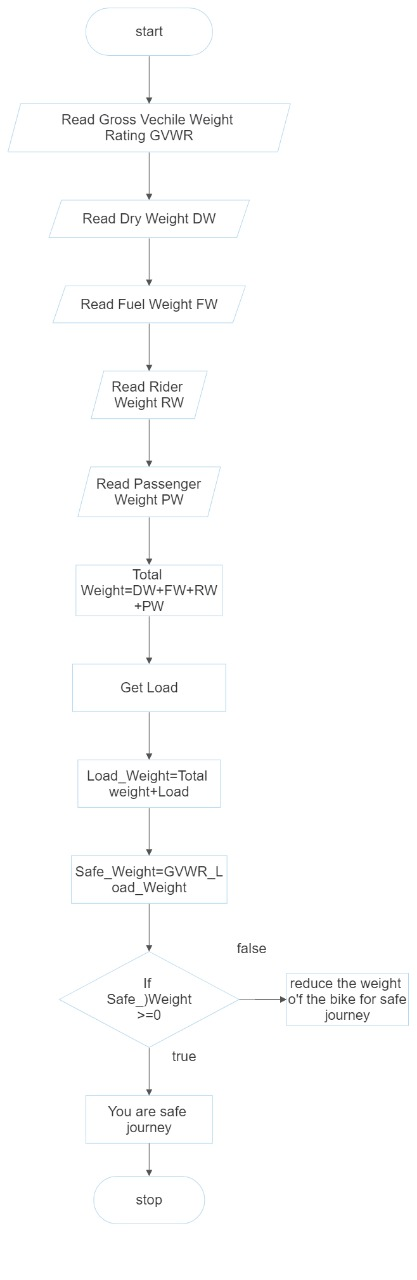 start
Read Gross Vechile Weight
Rating GVWR
Read Dry Weight DW
Read Fuel Weight FW
Read Rider
Weight RW
Read Passenger
Weight PW
Total
Weight=DW+FW+RW
+PW
Get Load
Load_Weight=Total
weight+Load
Safe_Weight=GVWR_L
oad_Weight
false
If
Safe_)Weight
>=0
reduce the weight
o'f the bike for safe
journey
true
You are safe
journey
stop